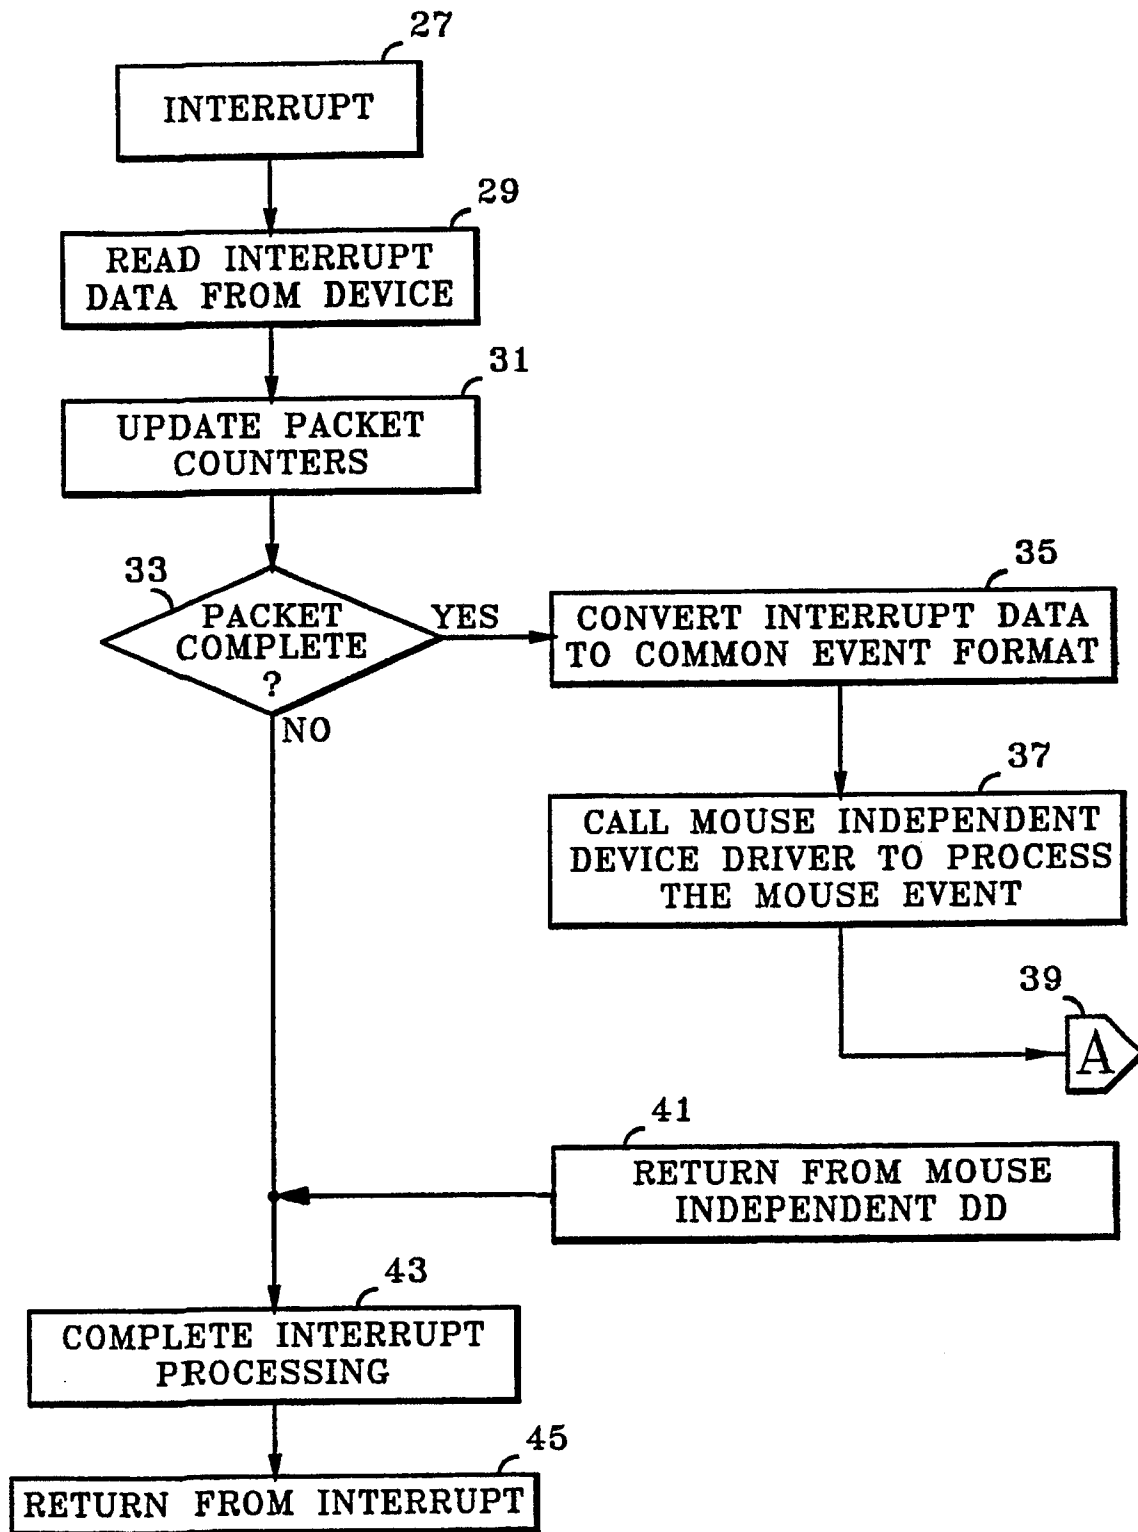 27
INTERRUPT
29
READ INTERRUPT
DATA FROM DEVICE
31
UPDATE PACKET
COUNTERS
33
PACKET
COMPLETE
?
YES
NO
35
CONVERT INTERRUPT DATA
TO COMMON EVENT FORMAT
37
CALL MOUSE INDEPENDENT
DEVICE DRIVER TO PROCESS
THE MOUSE EVENT
39
A
41
RETURN FROM MOUSE
INDEPENDENT DD
43
COMPLETE INTERRUPT
PROCESSING
45
RETURN FROM INTERRUPT